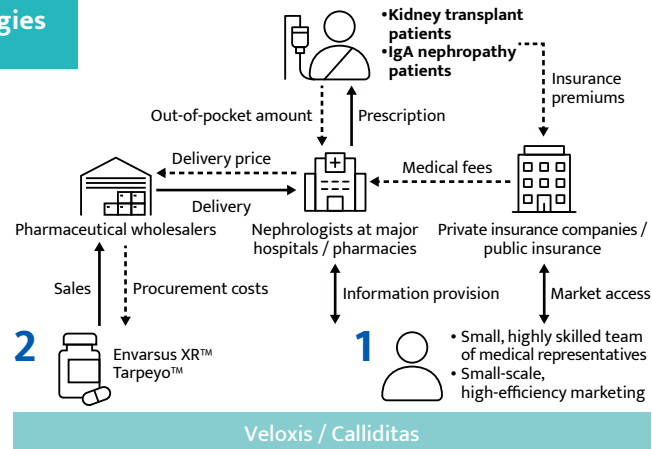 gies
•Kidney transplant
patients
•IgA nephropathy
patients
Insurance
premiums
Out-of-pocket amount
Prescription
Delivery price
Medical fees
Delivery
Pharmaceutical wholesalers
Nephrologists at major
hospitals / pharmacies
Private insurance companies /
public insurance
Sales
Procurement costs
Information provision
Market access
2
Envarsus XR™
Tarpeyo™
1
• Small, highly skilled team
of medical representatives
• Small-scale,
high-efficiency marketing
Veloxis / Calliditas